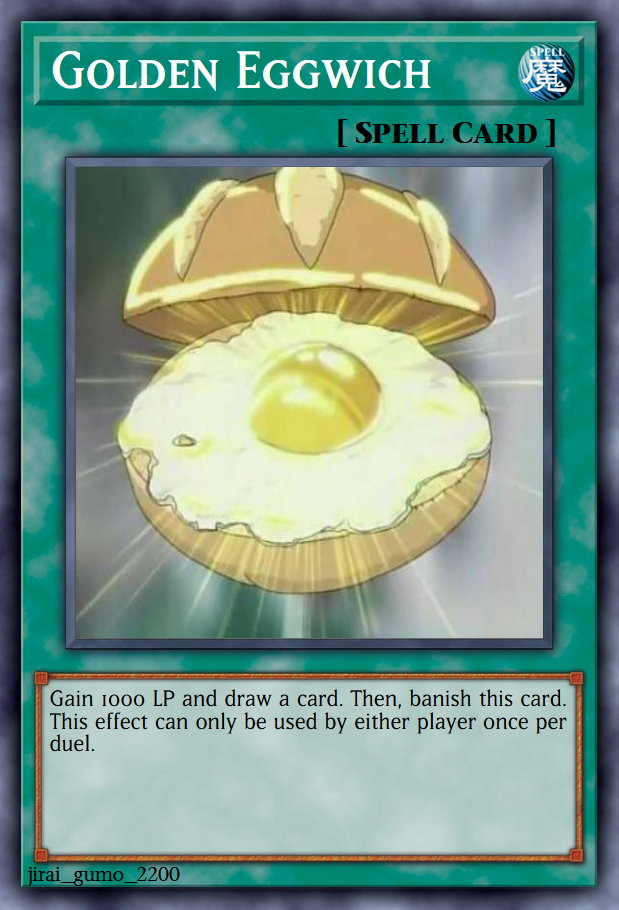 Golden Eggwich
SPELL
魔
[ Spell Card ]
Gain 1000 LP and draw a card. Then, banish this card.
This effect can only be used by either player once per
duel.
jirai_gumo_2200